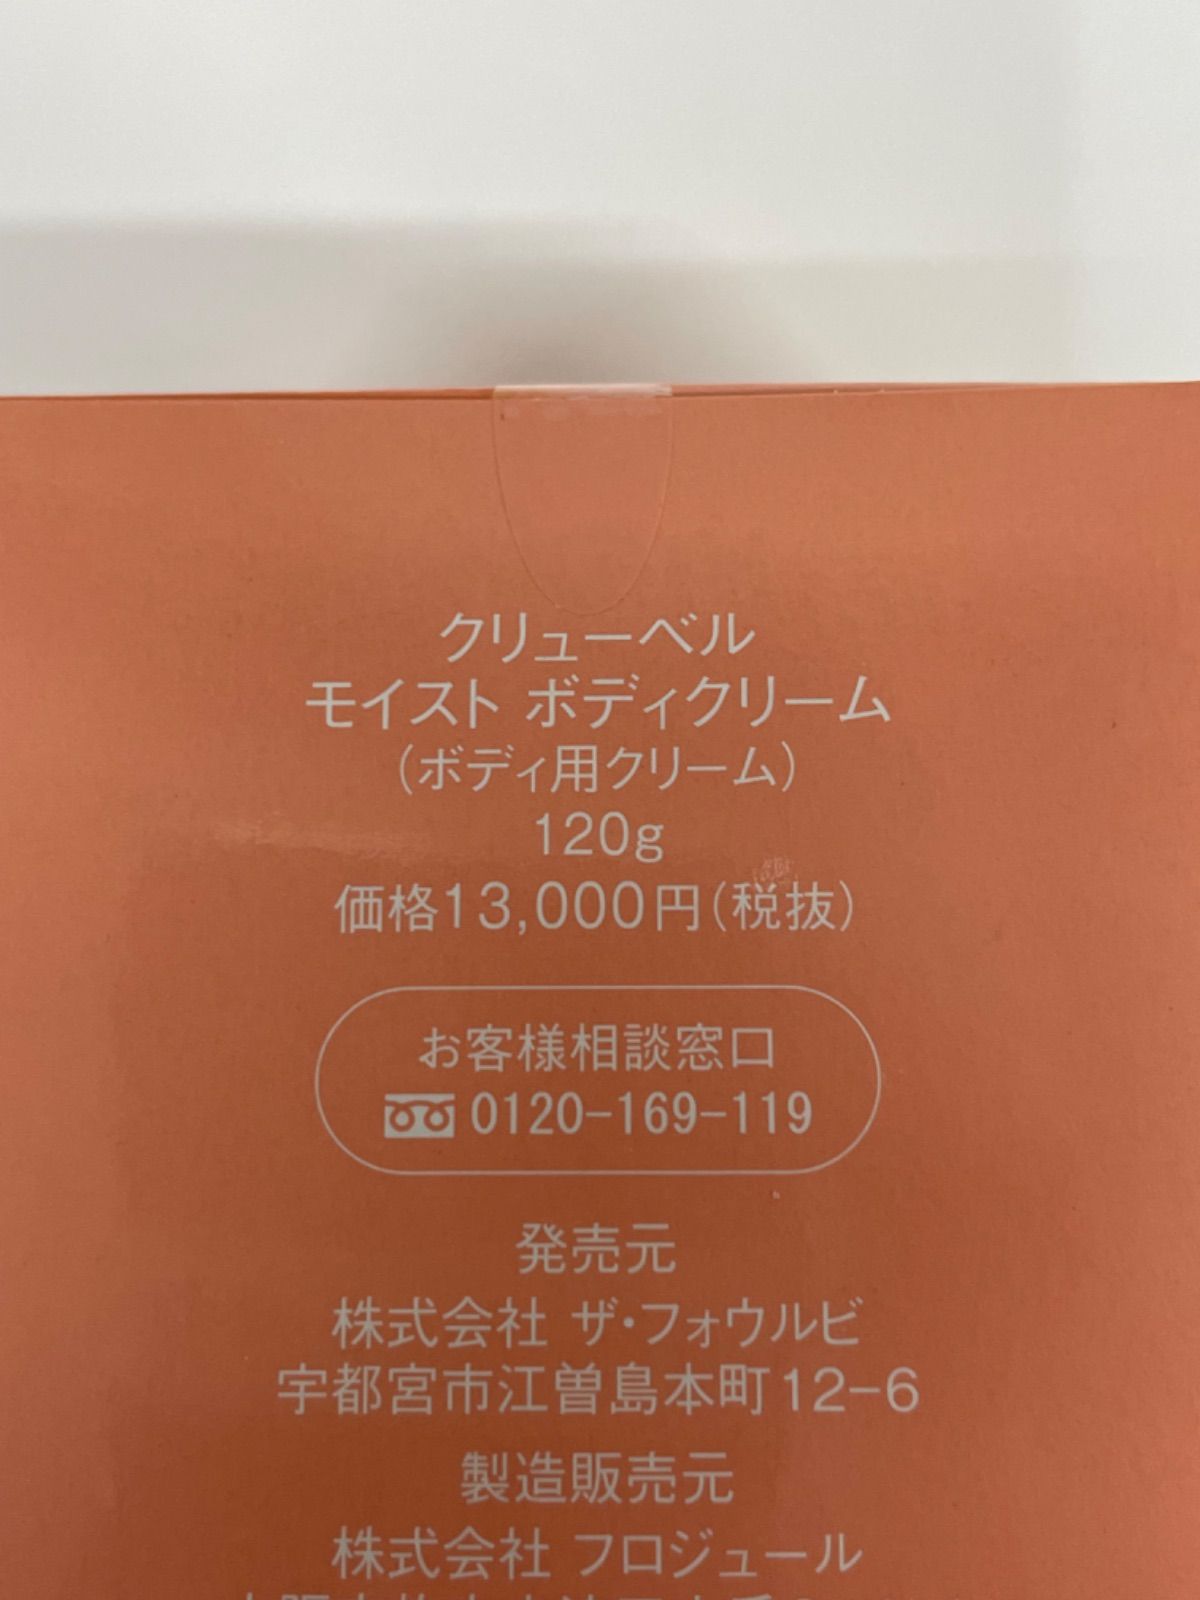 クリューベル
モイスト ボディクリーム
(ボディ用クリーム)
120g
価格13,000円(税抜)
お客様相談窓口
0120-169-119
発売元
株式会社 ザ・フォウルビ
宇都宮市江曽島本町12-6
製造販売元
株式会社 フロジュール